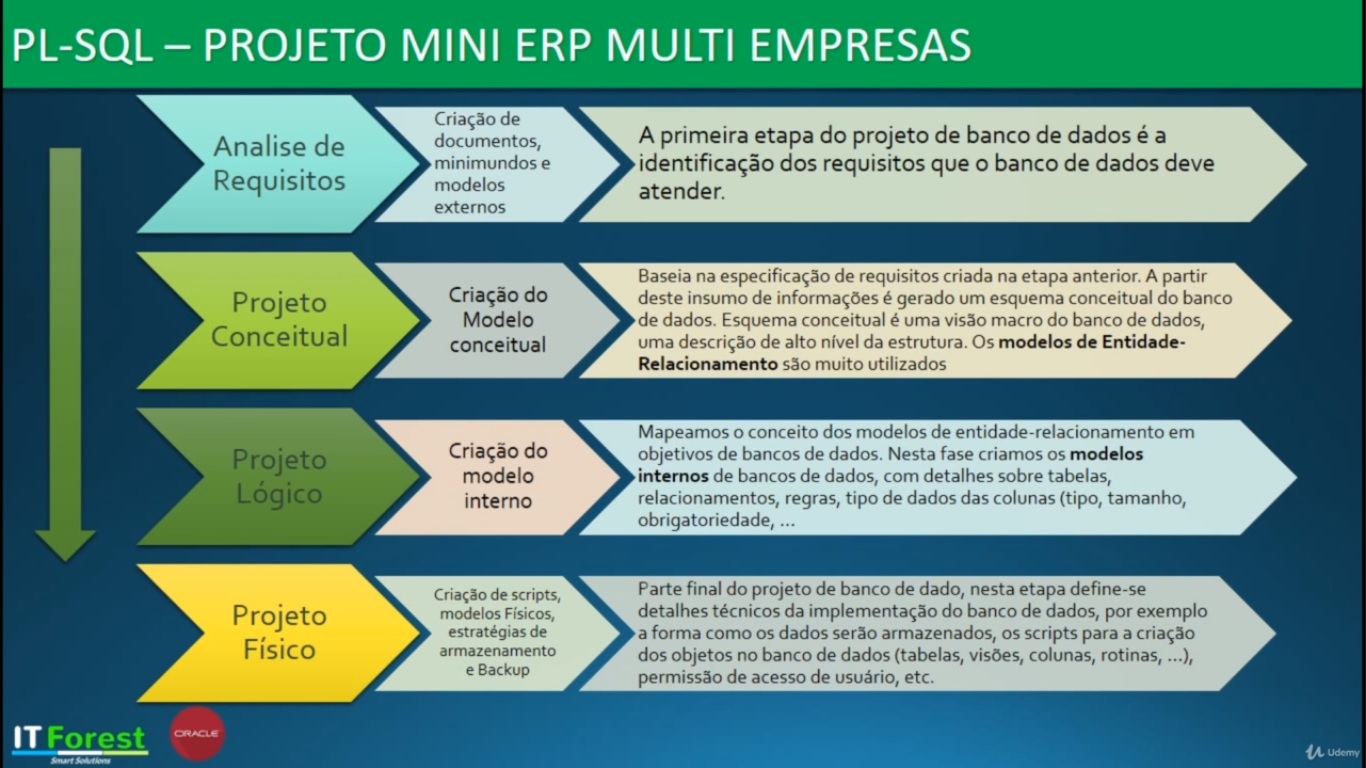 PL-SQL – PROJETO MINI ERP MULTI EMPRESAS
Analise de
Requisitos
Criação de
documentos,
minimundos e
modelos
externos
A primeira etapa do projeto de banco de dados é a
identificação dos requisitos que o banco de dados deve
atender.
Projeto
Conceitual
Criação do
Modelo
conceitual
Baseia na especificação de requisitos criada na etapa anterior. A partir
deste insumo de informações é gerado um esquema conceitual do banco
de dados. Esquema conceitual é uma visão macro do banco de dados,
uma descrição de alto nível da estrutura. Os modelos de Entidade-
Relacionamento são muito utilizados
Projeto
Lógico
Criação do
modelo
interno
Mapeamos o conceito dos modelos de entidade-relacionamento em
objetivos de bancos de dados. Nesta fase criamos os modelos
internos de bancos de dados, com detalhes sobre tabelas,
relacionamentos, regras, tipo de dados das colunas (tipo, tamanho,
obrigatoriedade, ...
Projeto
Físico
Criação de scripts,
modelos Físicos,
estratégias de
armazenamento
e Backup
Parte final do projeto de banco de dado, nesta etapa define-se
detalhes técnicos da implementação do banco de dados, por exemplo
a forma como os dados serão armazenados, os scripts para a criação
dos objetos no banco de dados (tabelas, visões, colunas, rotinas, ...),
permissão de acesso de usuário, etc.
IT Forest
Smart Solutions
ORACLE
Udemy